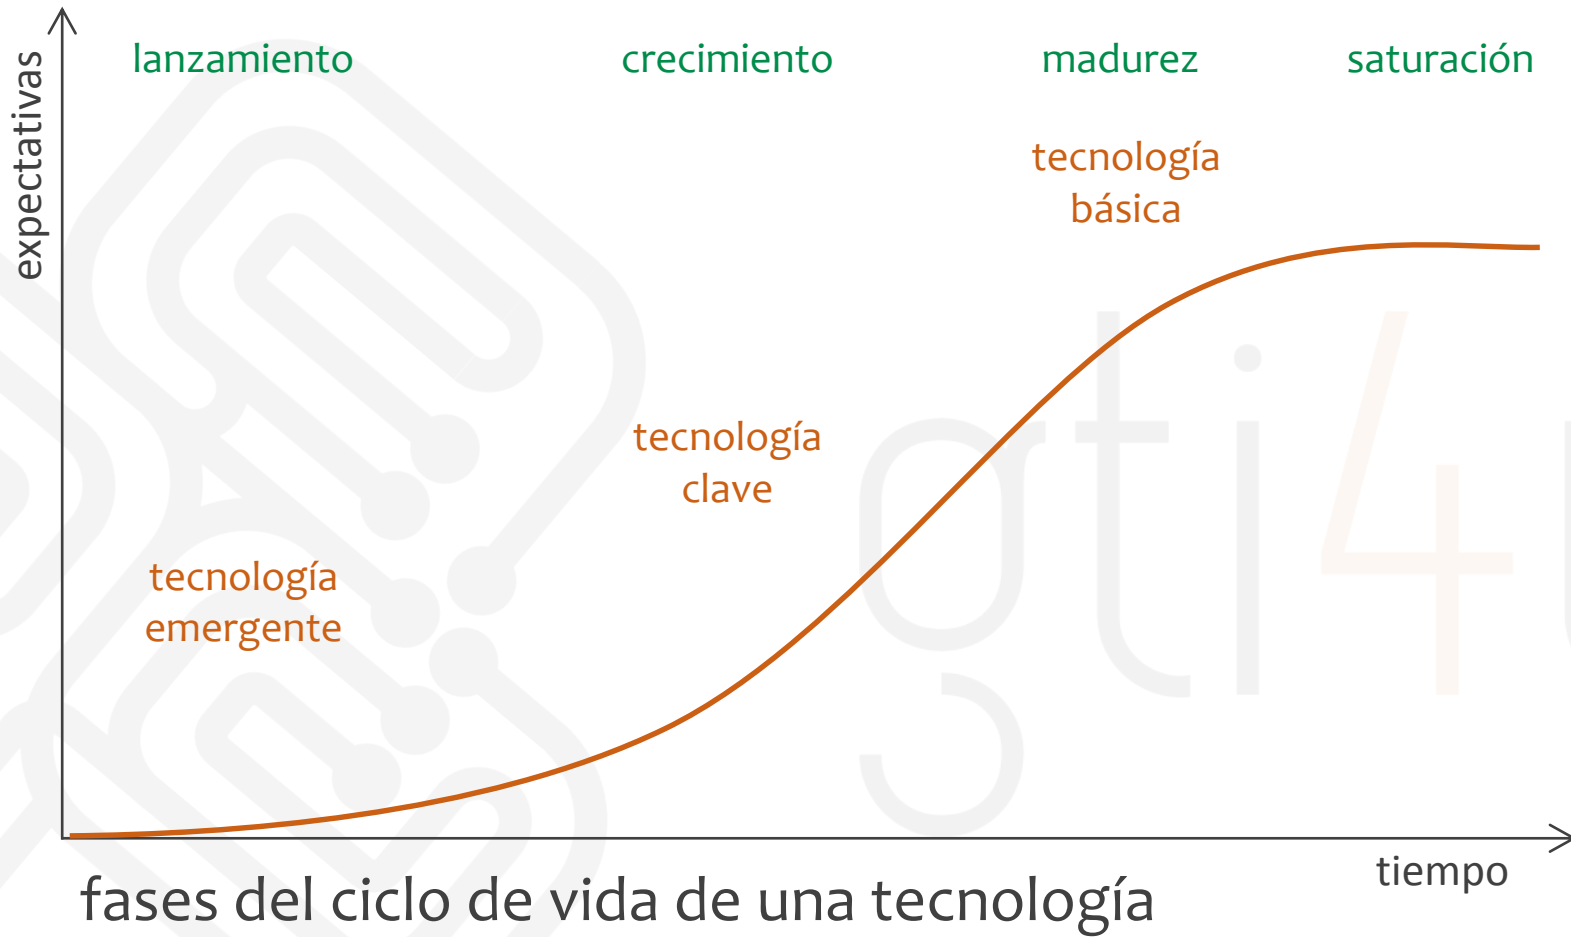 lanzamiento
crecimiento
madurez
saturación
expectativas
tecnología
básica
tecnología
clave
tecnología
emergente
gti4
tiempo
fases del ciclo de vida de una tecnología